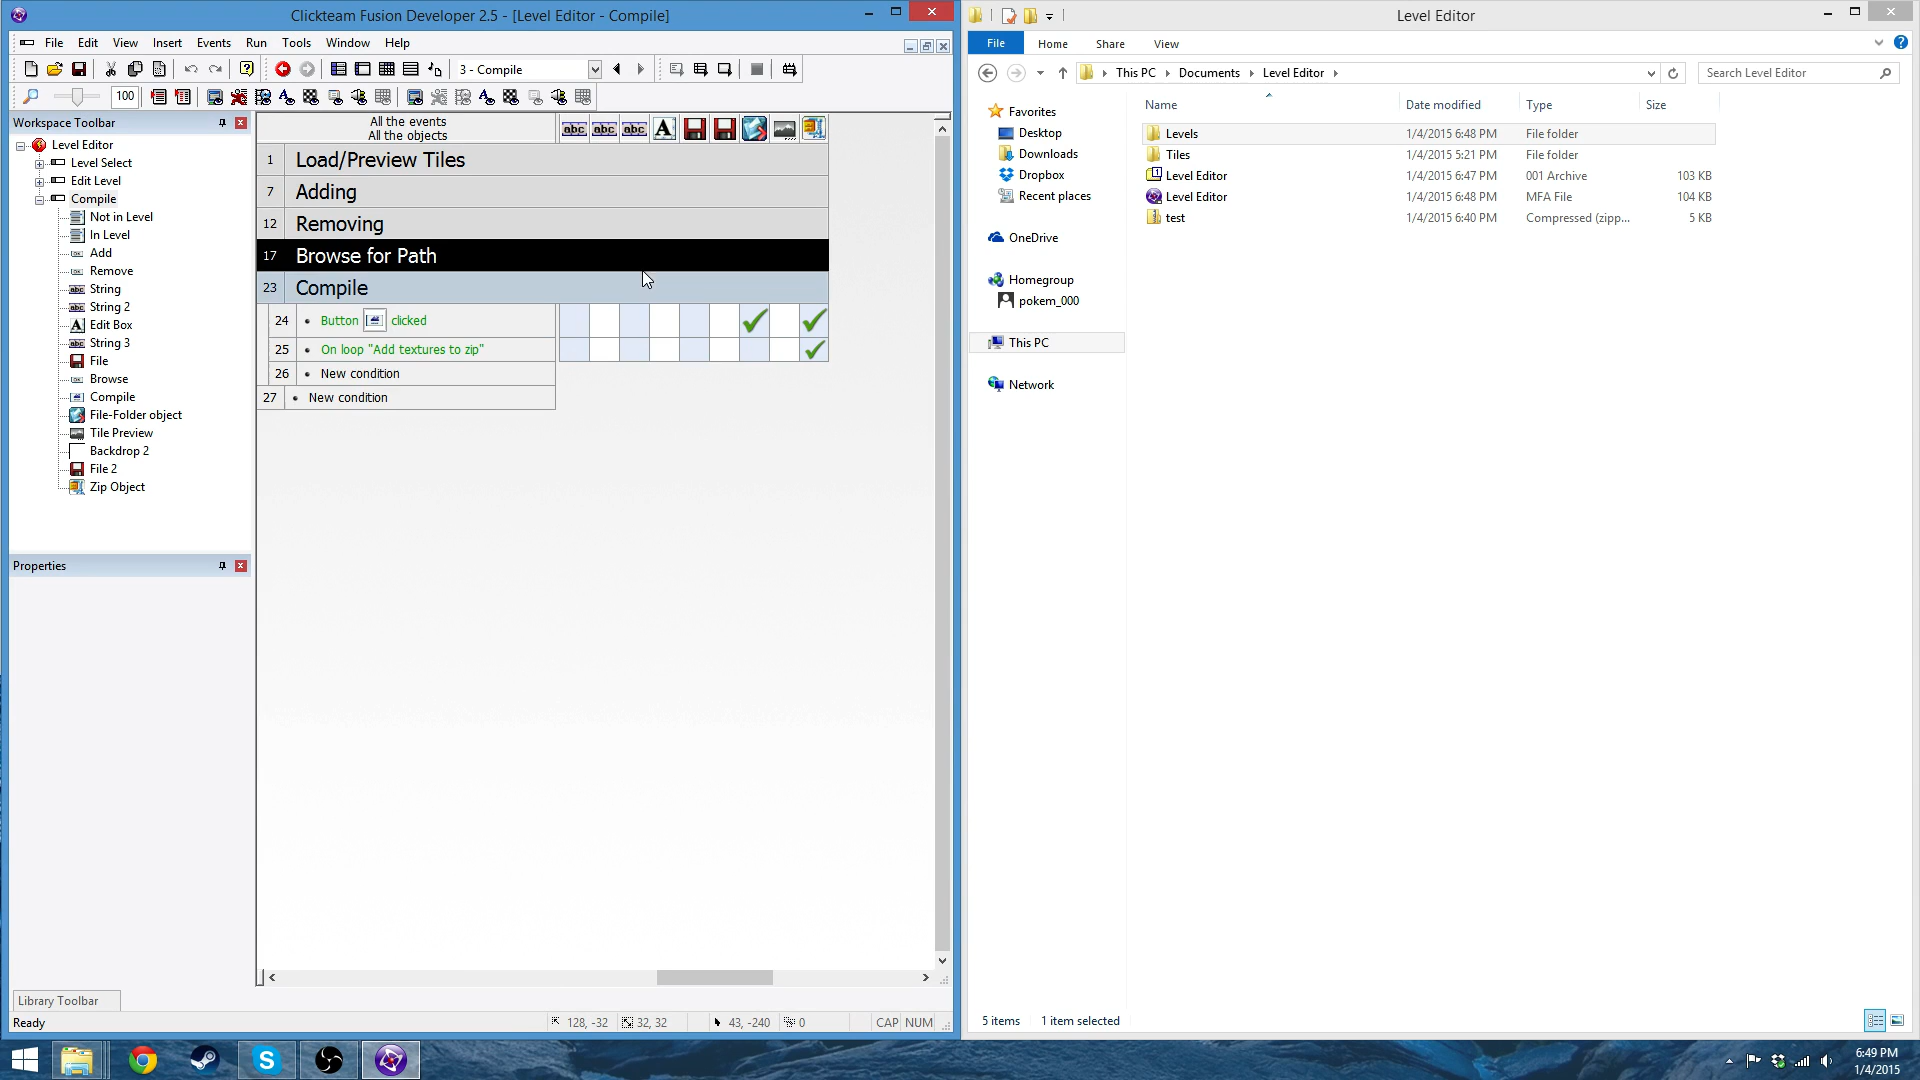 Clickteam Fusion Developer 2.5 - [Level Editor - Compile]
File Edit View Insert Events Run Tools Window Help
3 - Compile
100
Workspace Toolbar
Level Editor
Level Select
Edit Level
Compile
Not in Level
In Level
Add
Remove
String
String 2
Edit Box
String 3
File
Browse
Compile
File-Folder object
Tile Preview
Backdrop 2
File 2
Zip Object
Properties
Library Toolbar
Ready
All the events
All the objects
abc abc abc A
1 Load/Preview Tiles
7 Adding
12 Removing
17 Browse for Path
23 Compile
24 • Button clicked
25 • On loop "Add textures to zip"
26 • New condition
27 • New condition
128, -32 32, 32 43, -240 0 CAP NUM
Level Editor
File Home Share View
This PC Documents Level Editor
Search Level Editor
Favorites
Desktop
Downloads
Dropbox
Recent places
OneDrive
Homegroup
pokem_000
This PC
Network
Name Date modified Type Size
Levels 1/4/2015 6:48 PM File folder
Tiles 1/4/2015 5:21 PM File folder
Level Editor 1/4/2015 6:47 PM 001 Archive 103 KB
Level Editor 1/4/2015 6:48 PM MFA File 104 KB
test 1/4/2015 6:40 PM Compressed (zipp... 5 KB
5 items 1 item selected
6:49 PM
1/4/2015